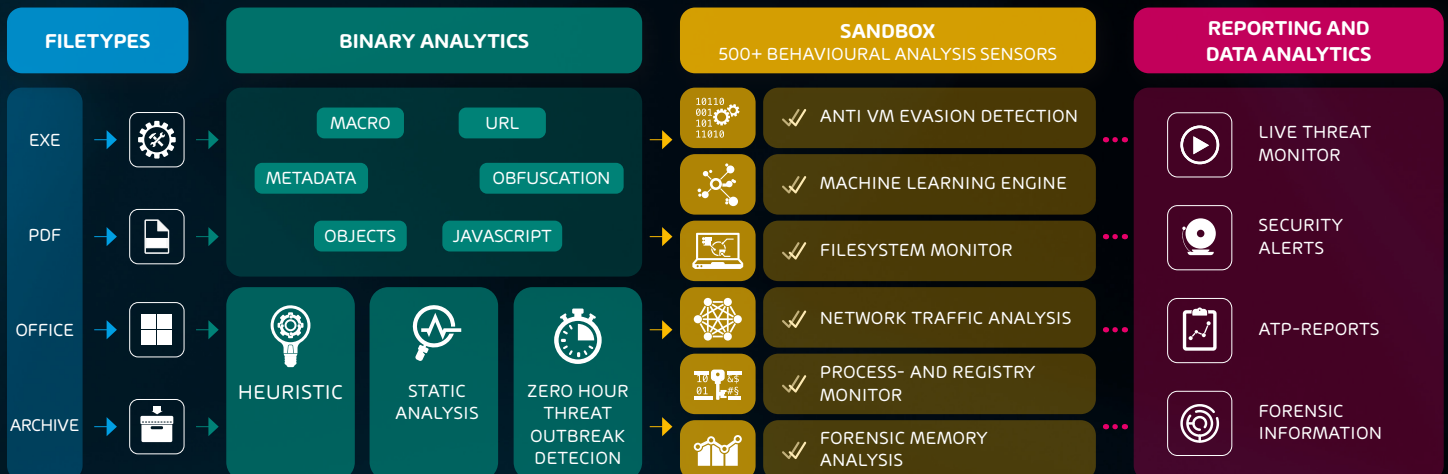 FILETYPES
EXE
PDF
OFFICE
ARCHIVE
BINARY ANALYTICS
MACRO
URL
METADATA
OBFUSCATION
OBJECTS
JAVASCRIPT
HEURISTIC
STATIC
ANALYSIS
ZERO HOUR
THREAT
OUTBREAK
DETECION
SANDBOX
500+ BEHAVIOURAL ANALYSIS SENSORS
10110
001
101
11010
ANTI VM EVASION DETECTION
MACHINE LEARNING ENGINE
FILESYSTEM MONITOR
NETWORK TRAFFIC ANALYSIS
10 &$
01 #§
PROCESS- AND REGISTRY
MONITOR
FORENSIC MEMORY
ANALYSIS
REPORTING AND
DATA ANALYTICS
LIVE THREAT
MONITOR
SECURITY
ALERTS
ATP-REPORTS
FORENSIC
INFORMATION